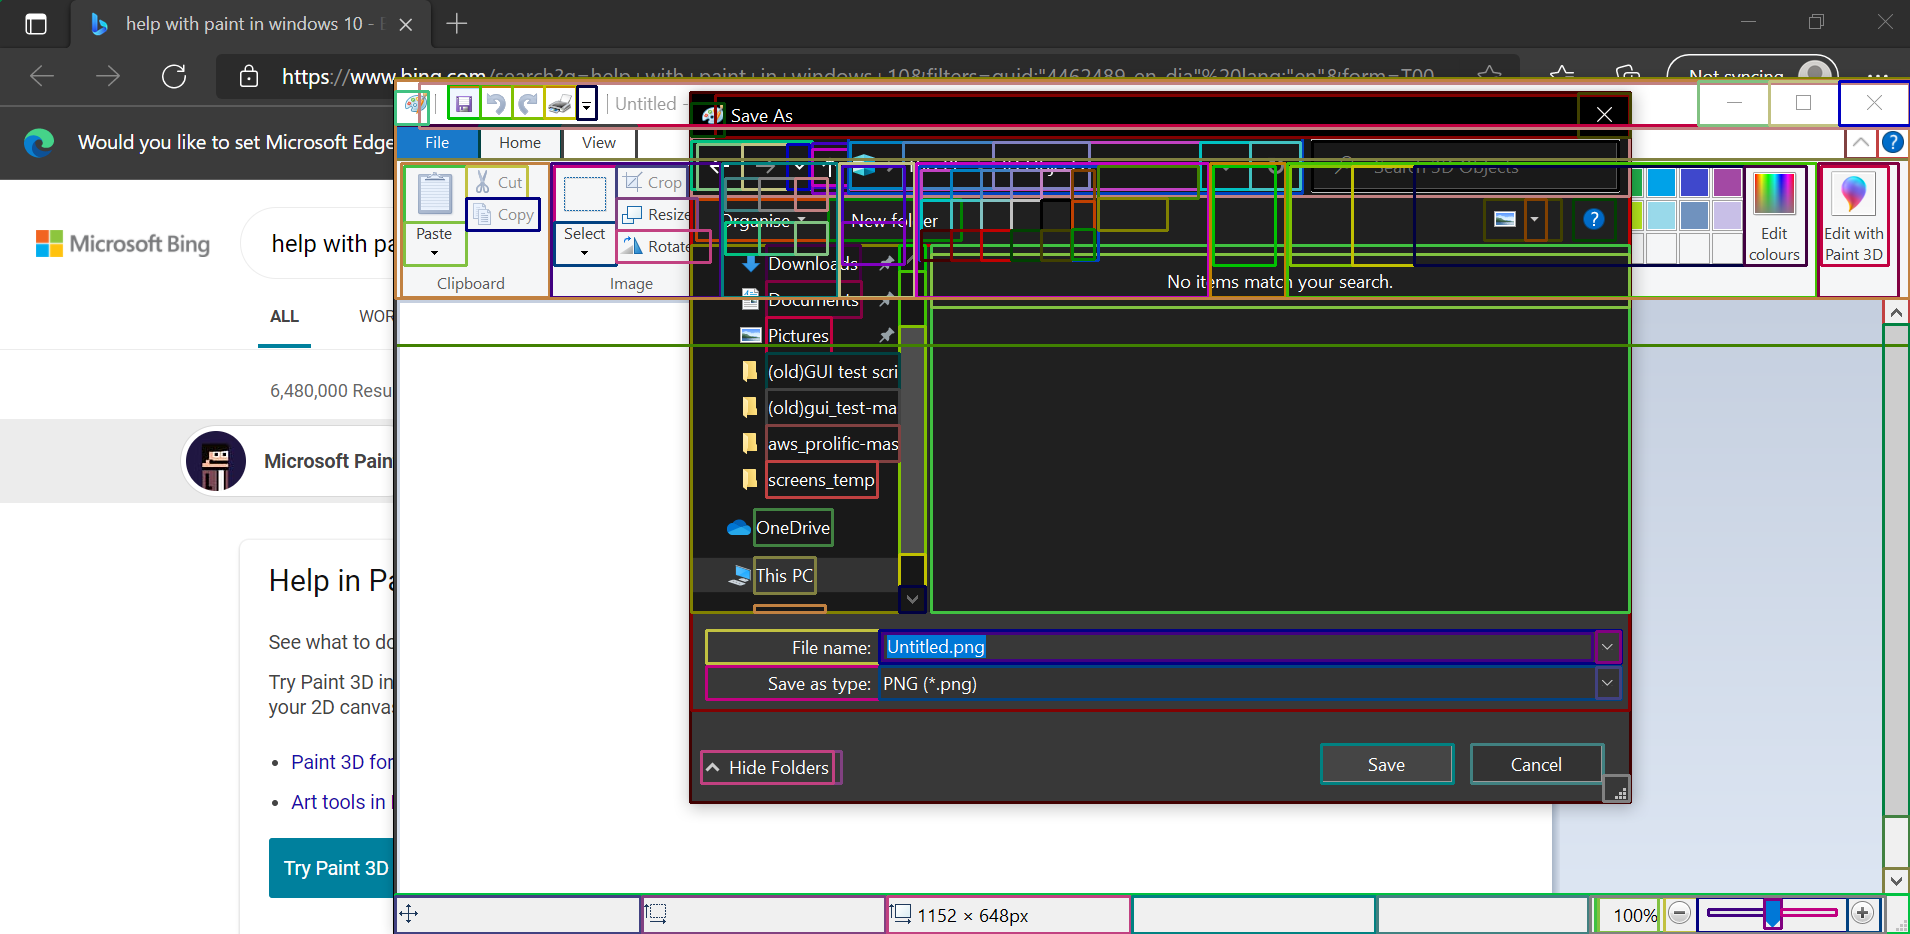 help with paint in windows 10 -
https://www.bing.com/search?q=help+with+paint+in+windows+10&filters=guid:"4462489-en-dia"%20lang:"en"&form=T00
Not syncing
Would you like to set Microsoft Edge
Untitled -
Save As
File
Home
View
Search 3D Objects
Cut
Copy
Paste
Clipboard
Crop
Resize
Rotate
Select
Image
Organise
New folder
Edit
colours
Edit with
Paint 3D
Microsoft Bing
help with pa
ALL
WOR
6,480,000 Resu
Microsoft Pain
Help in Pa
See what to do
Try Paint 3D in
your 2D canvas
Paint 3D for
Art tools in
Try Paint 3D
Downloads
Documents
Pictures
(old)GUI test scri
(old)gui_test-ma
aws_prolific-mas
screens_temp
OneDrive
This PC
No items match your search.
File name:
Untitled.png
Save as type:
PNG (*.png)
Hide Folders
Save
Cancel
1152 × 648px
100%